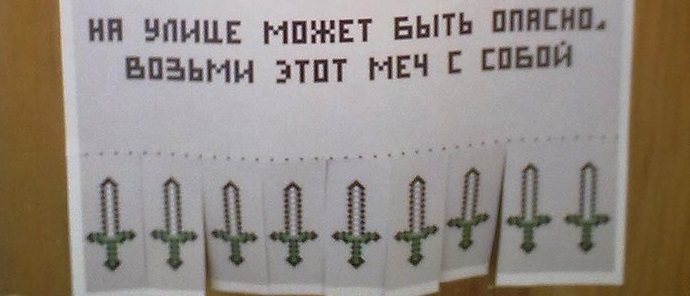 НА УЛИЦЕ МОЖЕТ БЫТЬ ОПАСНО.
ВОЗЬМИ ЭТОТ МЕЧ С СОБОЙ